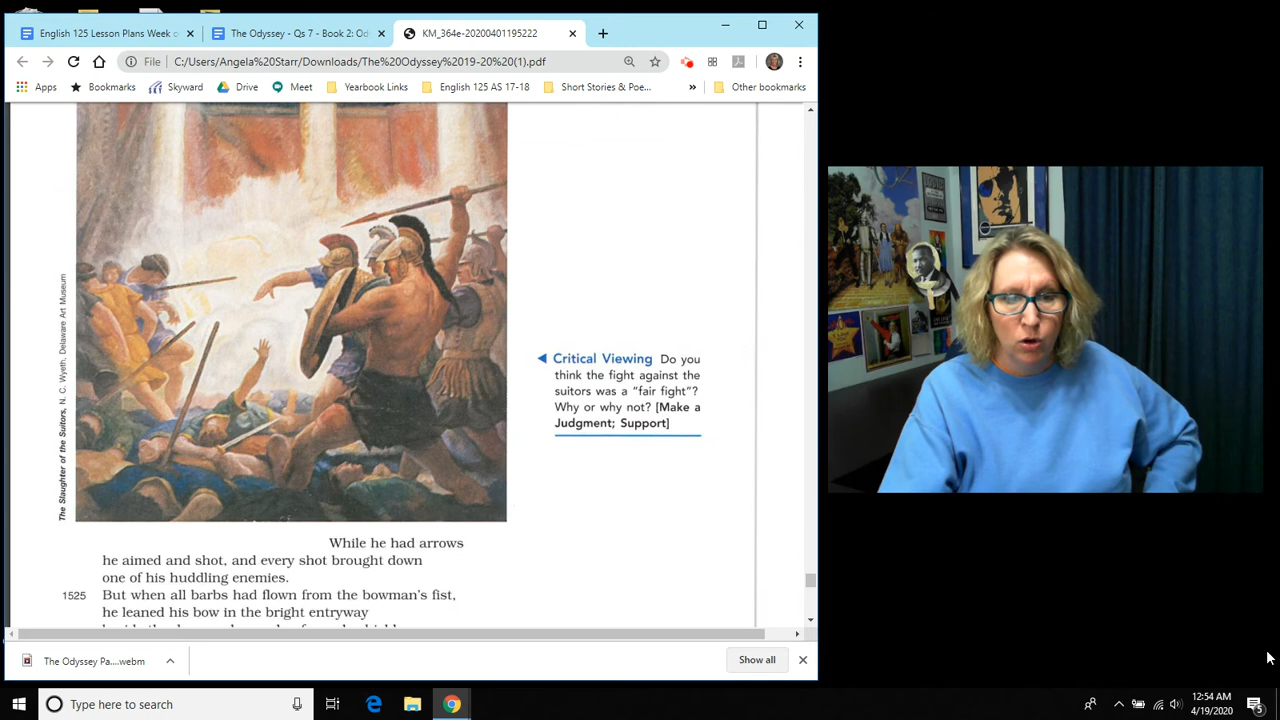 English 125 Lesson Plans Week o
The Odyssey - Qs 7 - Book 2: Od
KM_364e-20200401195222
File
C:/Users/Angela%20Starr/Downloads/The%20Odyssey%2019-20%20(1).pdf
Apps
Bookmarks
Skyward
Drive
Meet
Yearbook Links
English 125 AS 17-18
Short Stories & Poe...
»
Other bookmarks
The Slaughter of the Suitors, N. C. Wyeth, Delaware Art Museum
◀ Critical Viewing Do you
think the fight against the
suitors was a “fair fight”?
Why or why not? [Make a
Judgment; Support]
While he had arrows
he aimed and shot, and every shot brought down
one of his huddling enemies.
1525 But when all barbs had flown from the bowman’s fist,
he leaned his bow in the bright entryway
The Odyssey Pa....webm
Show all
Type here to search
12:54 AM
4/19/2020
5